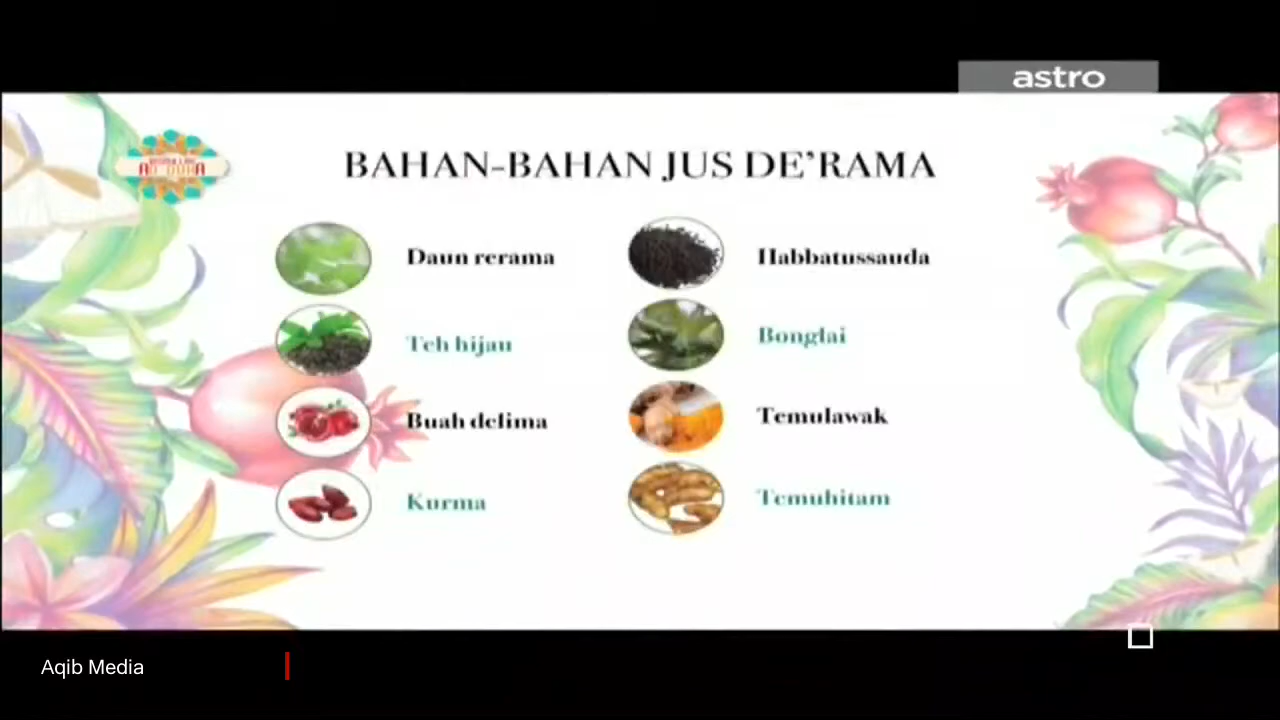 astro
BAHAN-BAHAN JUS DE’RAMA
Daun rerama
Teh hijau
Buah delima
Kurma
Habbatussauda
Bonglai
Temulawak
Temuhitam
Aqib Media